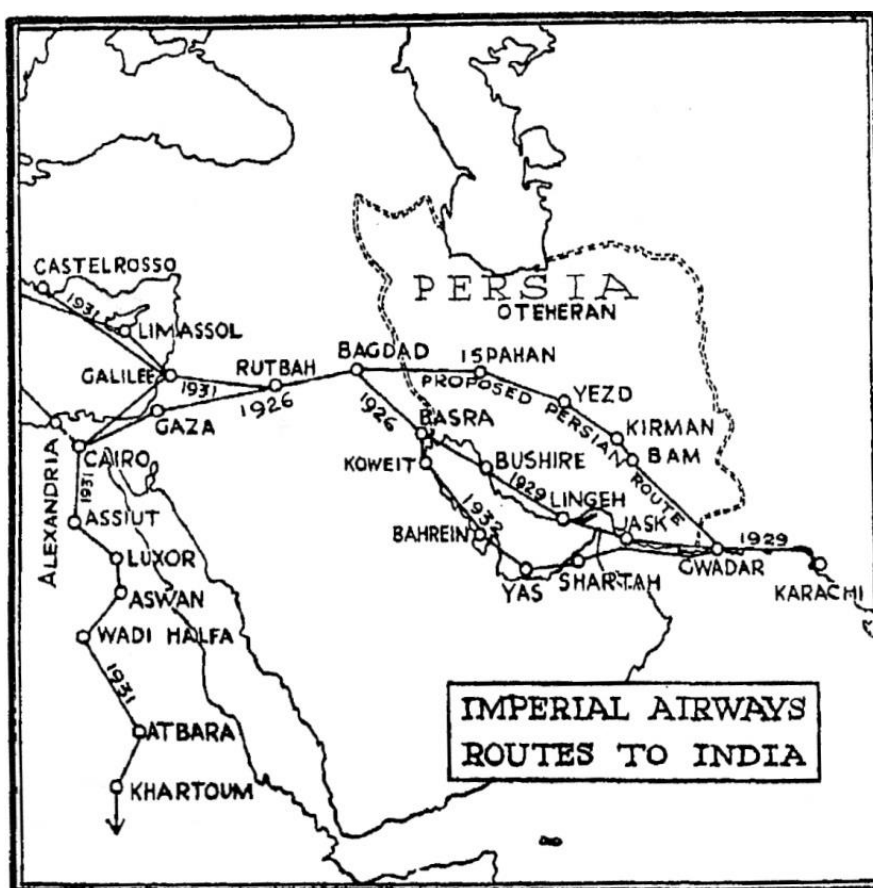 PERSIA
OTEHERAN
CASTELROSSO
1931
LIMASSOL
GALILEE
1931
RUTBAH
1926
BAGDAD
ISPAHAN
PROPOSED PERSIAN ROUTE
YEZD
KIRMAN
BAM
GAZA
1926
BASRA
KOWEIT
BUSHIRE
1929
LINGEH
JASK
GWADAR
1929
KARACHI
1932
BAHREIN
YAS
SHARTAH
ALEXANDRIA
CAIRO
1931
ASSIUT
LUXOR
ASWAN
WADI HALFA
1931
ATBARA
KHARTOUM
IMPERIAL AIRWAYS
ROUTES TO INDIA